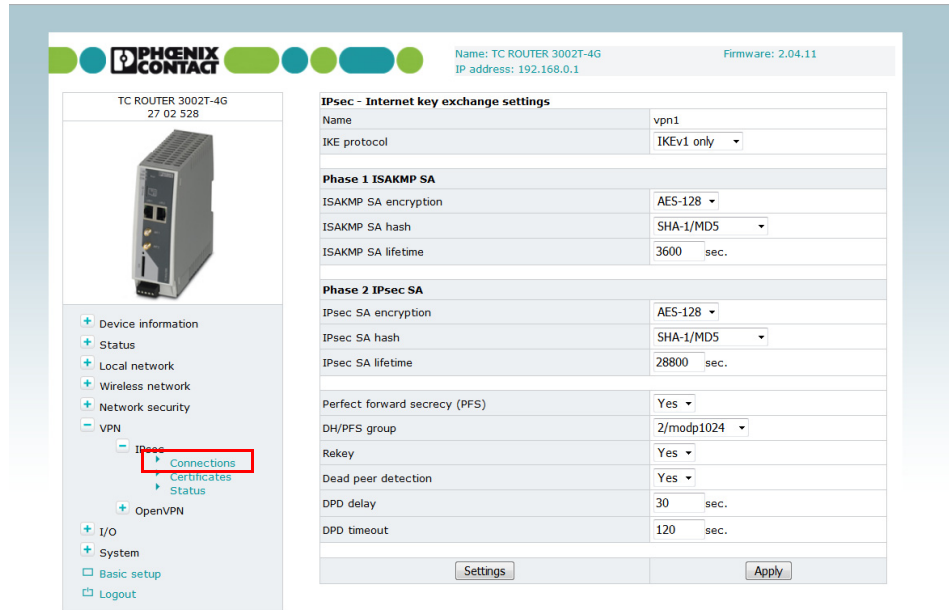 PHŒNIX
CONTACT
Name: TC ROUTER 3002T-4G
Firmware: 2.04.11
IP address: 192.168.0.1
TC ROUTER 3002T-4G
27 02 528
Device information
Status
Local network
Wireless network
Network security
VPN
IPsec
Connections
Certificates
Status
OpenVPN
I/O
System
Basic setup
Logout
IPsec - Internet key exchange settings
Name vpn1
IKE protocol IKEv1 only
Phase 1 ISAKMP SA
ISAKMP SA encryption AES-128
ISAKMP SA hash SHA-1/MD5
ISAKMP SA lifetime 3600 sec.
Phase 2 IPsec SA
IPsec SA encryption AES-128
IPsec SA hash SHA-1/MD5
IPsec SA lifetime 28800 sec.
Perfect forward secrecy (PFS) Yes
DH/PFS group 2/modp1024
Rekey Yes
Dead peer detection Yes
DPD delay 30 sec.
DPD timeout 120 sec.
Settings Apply